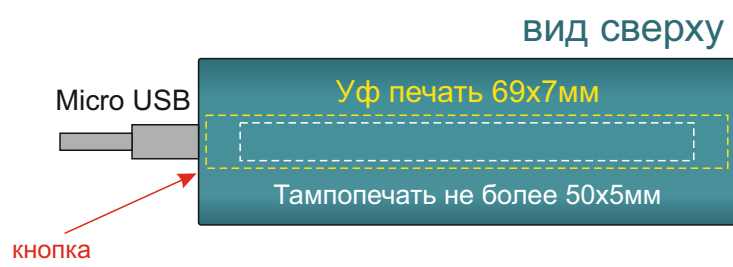 вид сверху
Уф печать 69х7мм
Micro USB
Тампопечать не более 50х5мм
кнопка